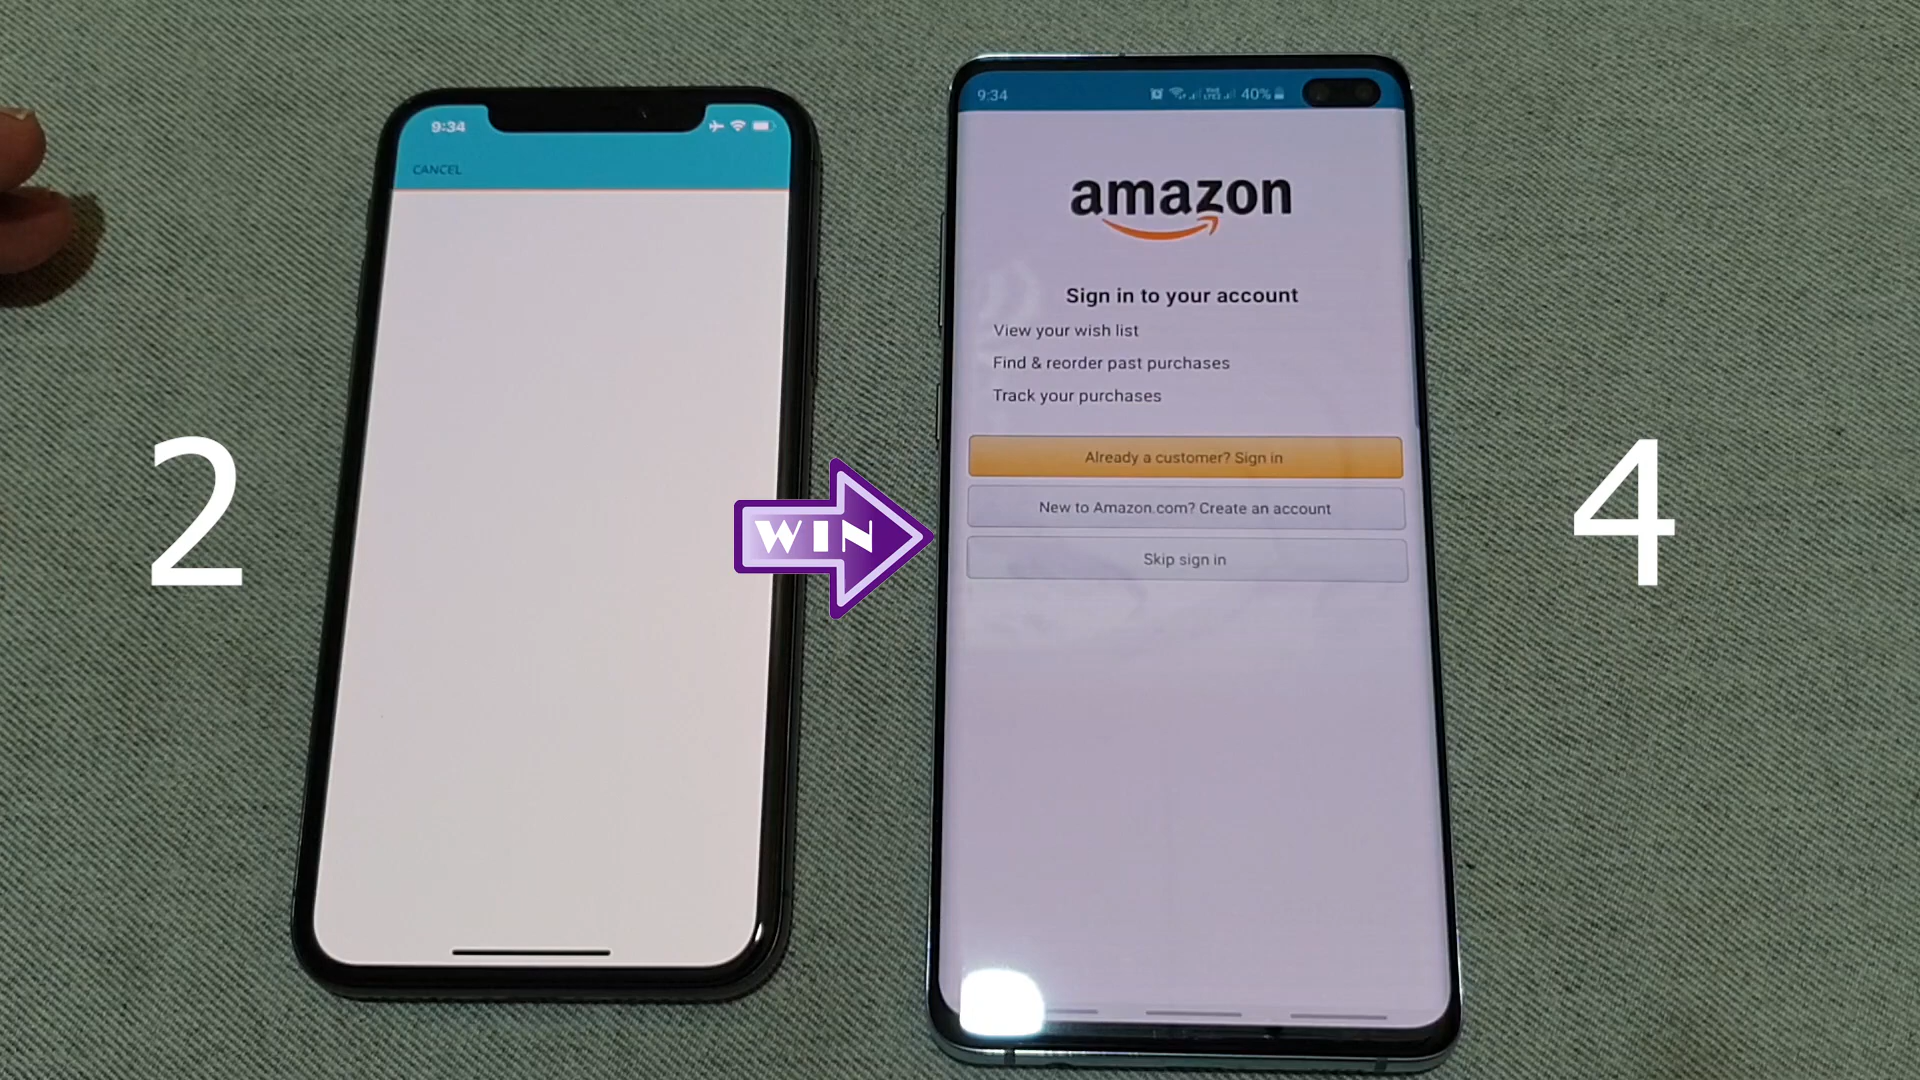 9:34
CANCEL
2
WIN
9:34
40%
amazon
Sign in to your account
View your wish list
Find & reorder past purchases
Track your purchases
Already a customer? Sign in
New to Amazon.com? Create an account
Skip sign in
4